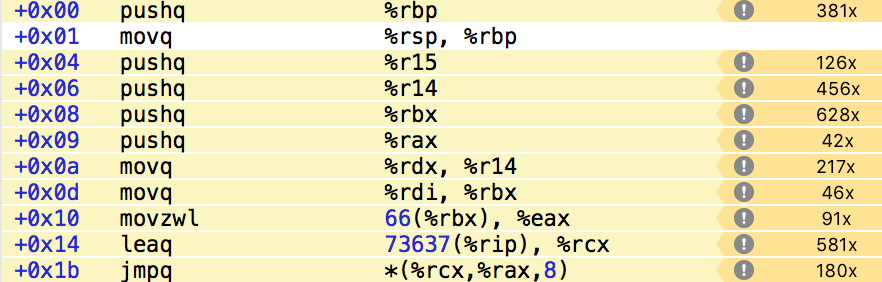 +0x00 pushq %rbp ! 381x
+0x01 movq %rsp, %rbp
+0x04 pushq %r15 ! 126x
+0x06 pushq %r14 ! 456x
+0x08 pushq %rbx ! 628x
+0x09 pushq %rax ! 42x
+0x0a movq %rdx, %r14 ! 217x
+0x0d movq %rdi, %rbx ! 46x
+0x10 movzwl 66(%rbx), %eax ! 91x
+0x14 leaq 73637(%rip), %rcx ! 581x
+0x1b jmpq *(%rcx,%rax,8) ! 180x